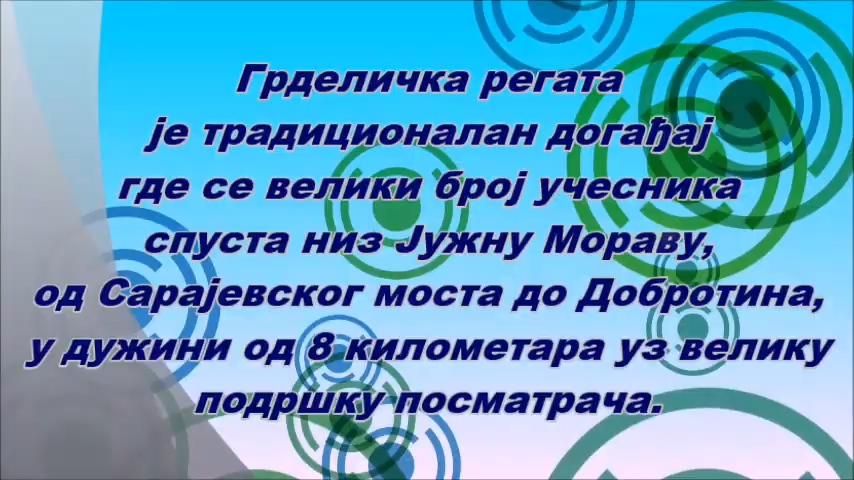 Грделичка регата
је традиционалан догађај
где се велики број учесника
спуста низ Јужну Мораву,
од Сарајевског моста до Добротина,
у дужини од 8 километара уз велику
подршку посматрача.